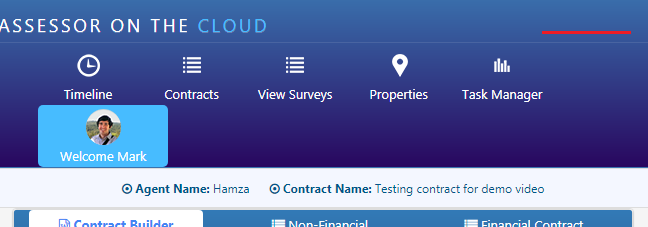 ASSESSOR ON THE CLOUD
Timeline Contracts View Surveys Properties Task Manager
Welcome Mark
Agent Name: Hamza Contract Name: Testing contract for demo video
Contract Builder Non-Financial Financial Contract